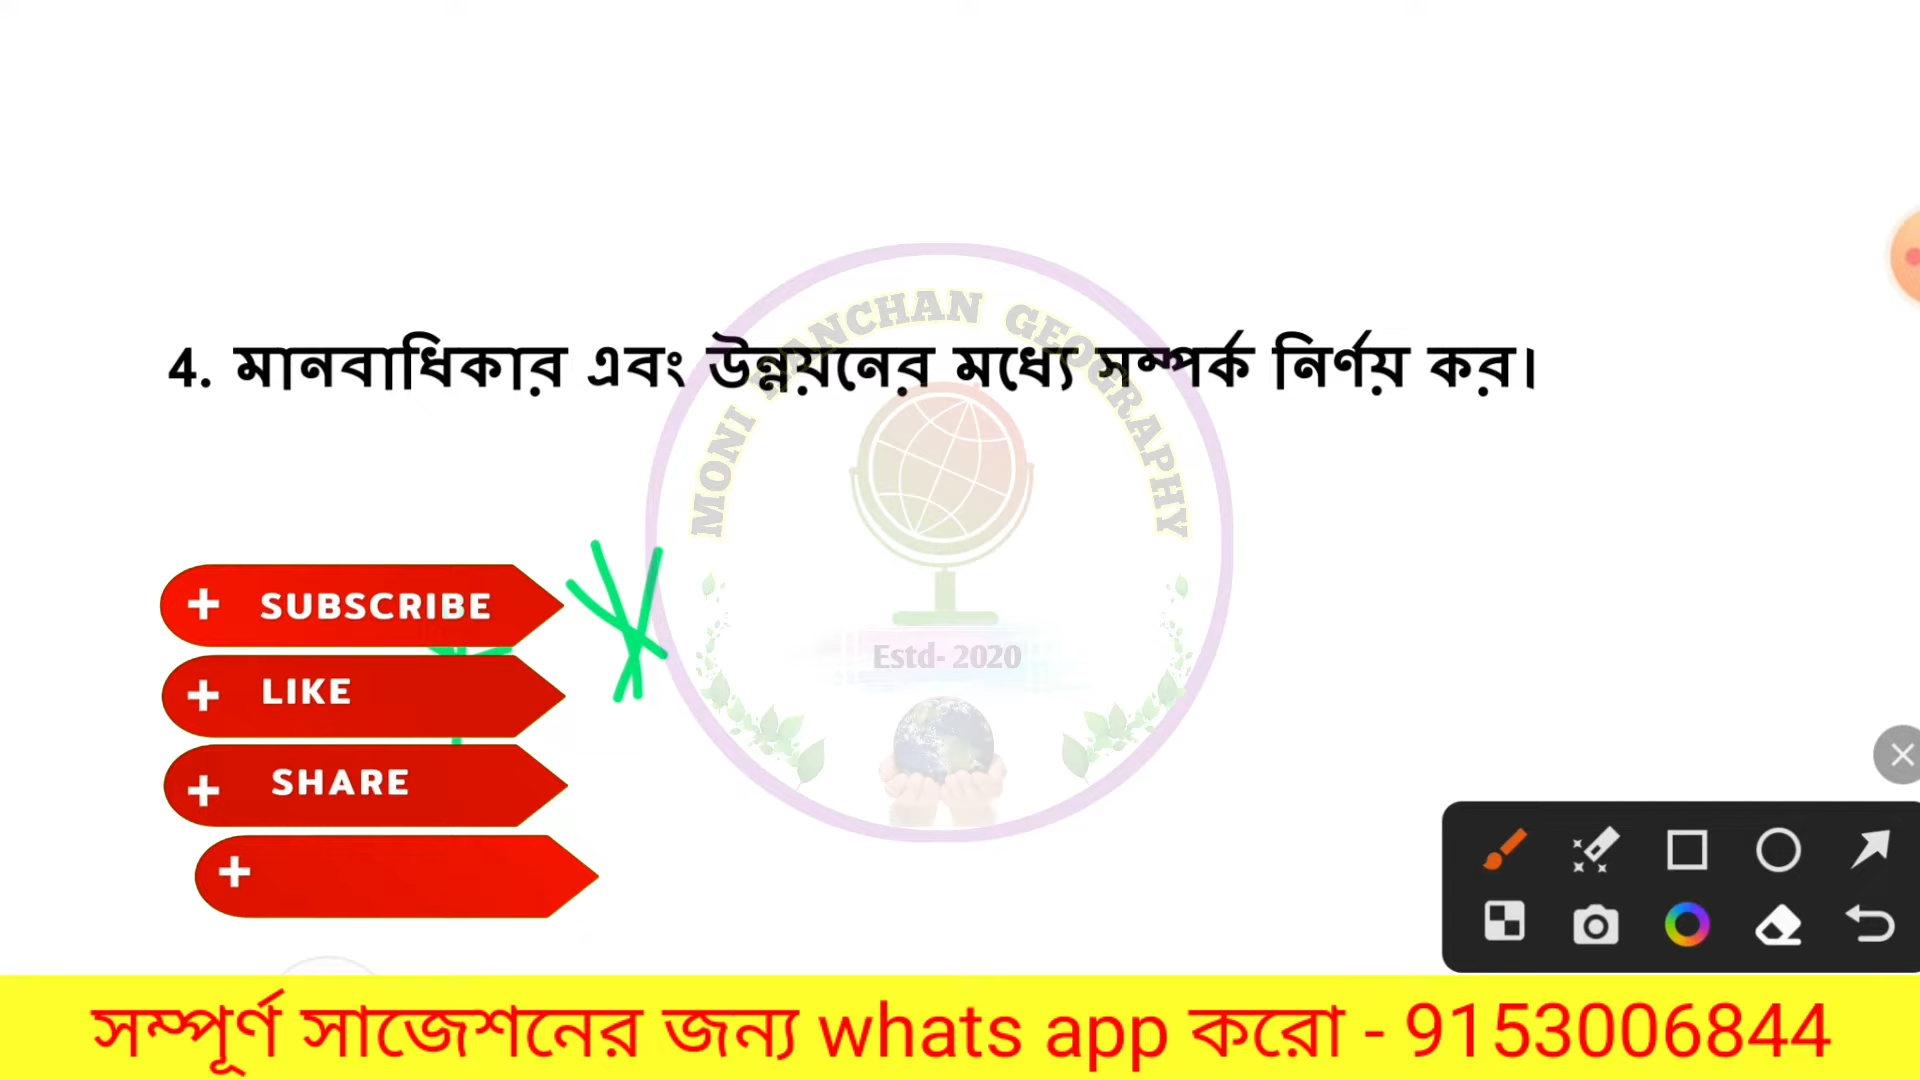 MONI KANCHAN GEOGRAPHY
4. মানবাধিকার এবং উন্নয়নের মধ্যে সম্পর্ক নির্ণয় কর।
+ SUBSCRIBE
+ LIKE
+ SHARE
+
Estd- 2020
সম্পূর্ণ সাজেশনের জন্য whats app করো - 9153006844